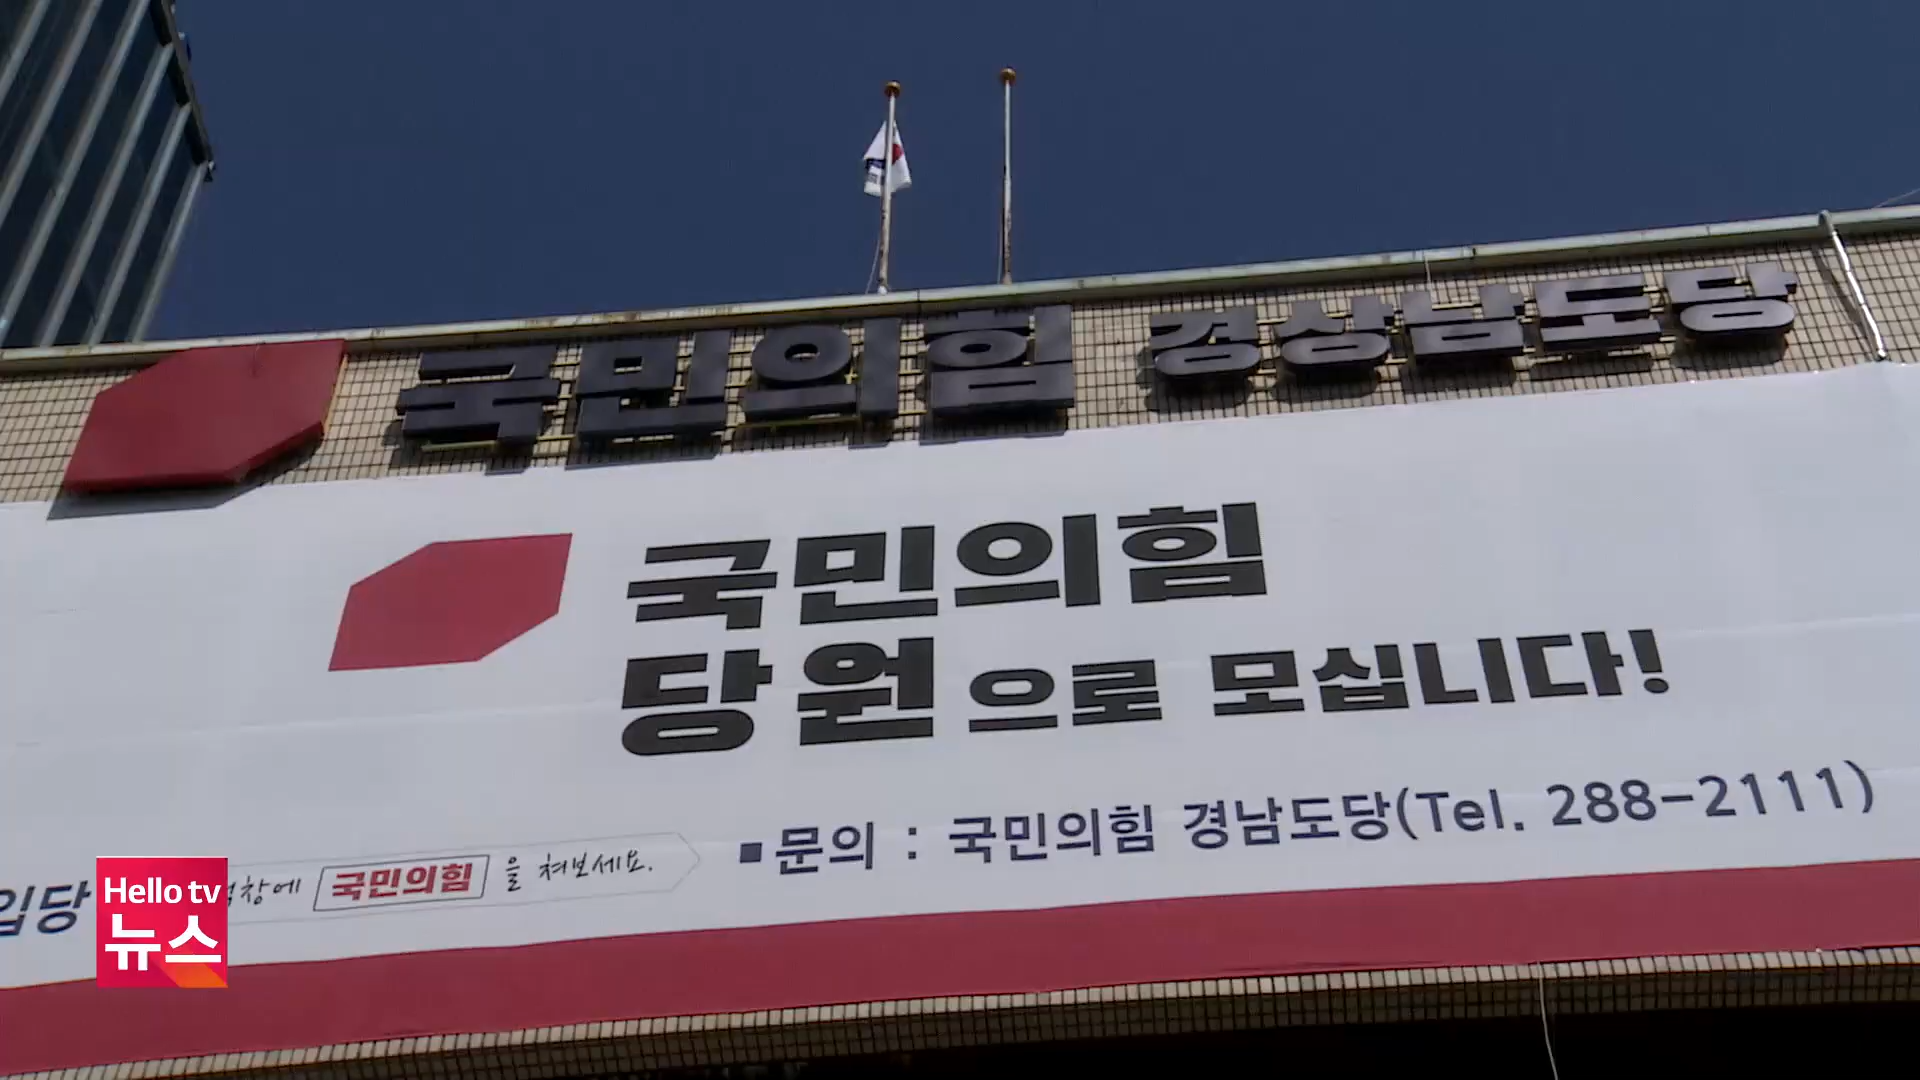 국민의힘 경상남도당
국민의힘
당원으로 모십니다!
■문의 : 국민의힘 경남도당(Tel. 288-2111)
입당
창에 국민의힘 을 쳐보세요.
Hello tv
뉴스